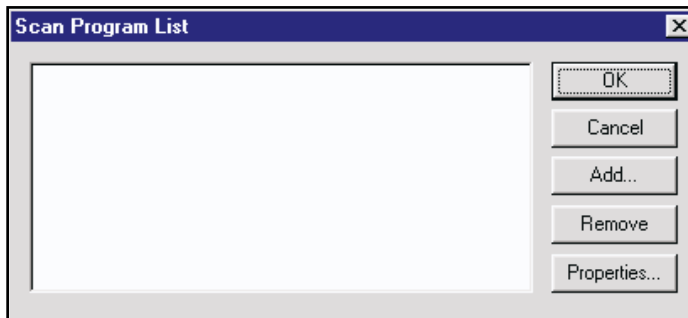 Scan Program List
OK
Cancel
Add...
Remove
Properties...